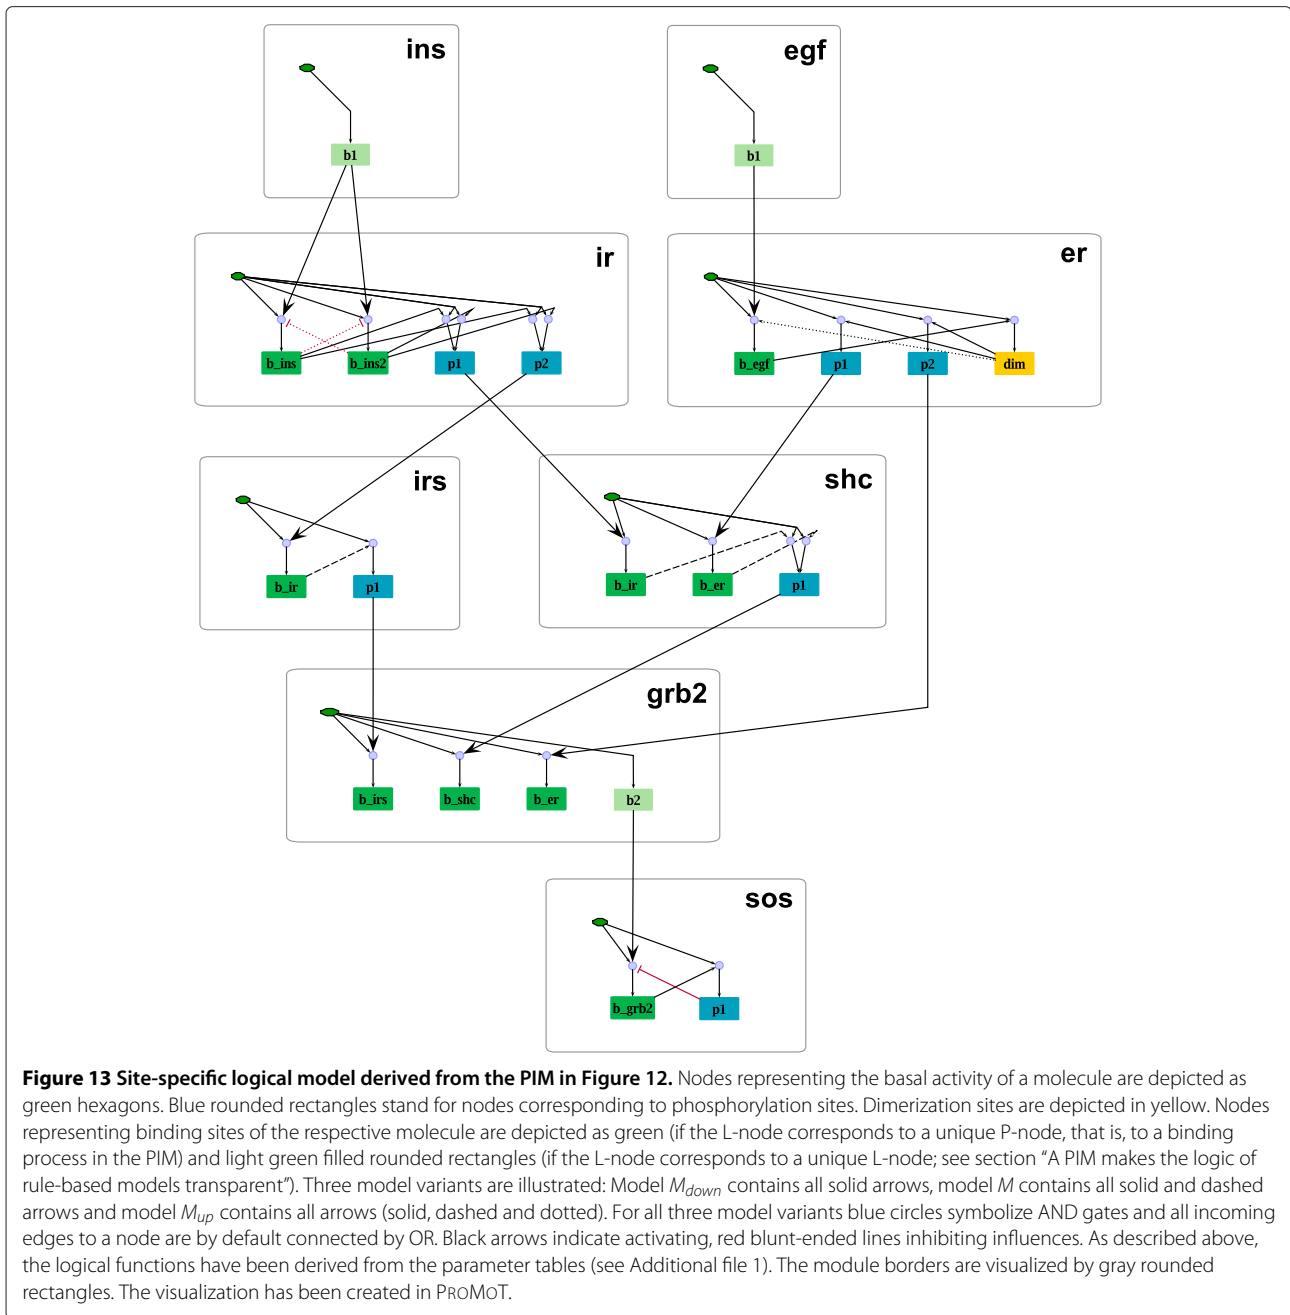 ins
egf
b1
b1
ir
er
b_ins
b_ins2
p1
p2
b_egf
p1
p2
dim
irs
shc
b_ir
p1
b_ir
b_er
p1
grb2
b_irs
b_shc
b_er
b2
sos
b_grb2
p1
Figure 13 Site-specific logical model derived from the PIM in Figure 12. Nodes representing the basal activity of a molecule are depicted as
green hexagons. Blue rounded rectangles stand for nodes corresponding to phosphorylation sites. Dimerization sites are depicted in yellow. Nodes
representing binding sites of the respective molecule are depicted as green (if the L-node corresponds to a unique P-node, that is, to a binding
process in the PIM) and light green filled rounded rectangles (if the L-node corresponds to a unique L-node; see section “A PIM makes the logic of
rule-based models transparent”). Three model variants are illustrated: Model M_down contains all solid arrows, model M contains all solid and dashed
arrows and model M_up contains all arrows (solid, dashed and dotted). For all three model variants blue circles symbolize AND gates and all incoming
edges to a node are by default connected by OR. Black arrows indicate activating, red blunt-ended lines inhibiting influences. As described above,
the logical functions have been derived from the parameter tables (see Additional file 1). The module borders are visualized by gray rounded
rectangles. The visualization has been created in PROMOT.